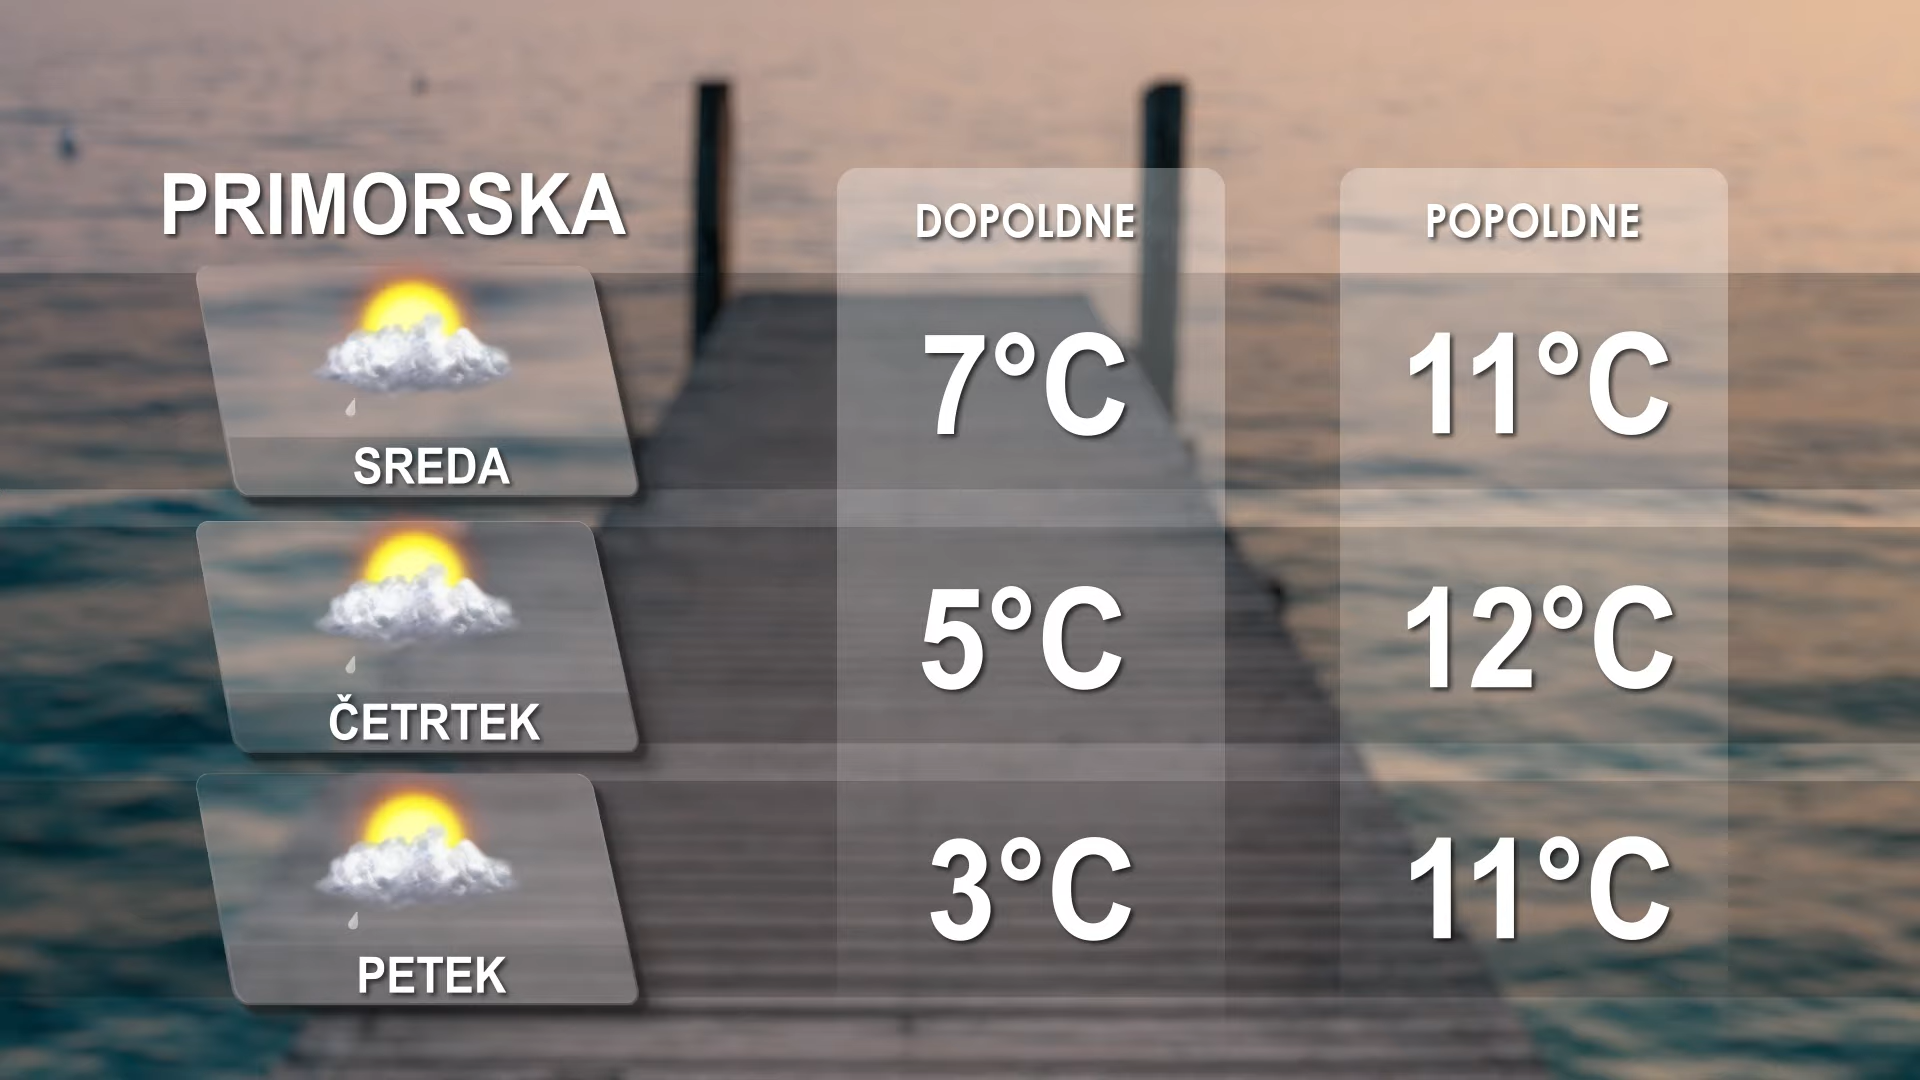 PRIMORSKA
DOPOLDNE
POPOLDNE
SREDA
7°C
11°C
ČETRTEK
5°C
12°C
PETEK
3°C
11°C